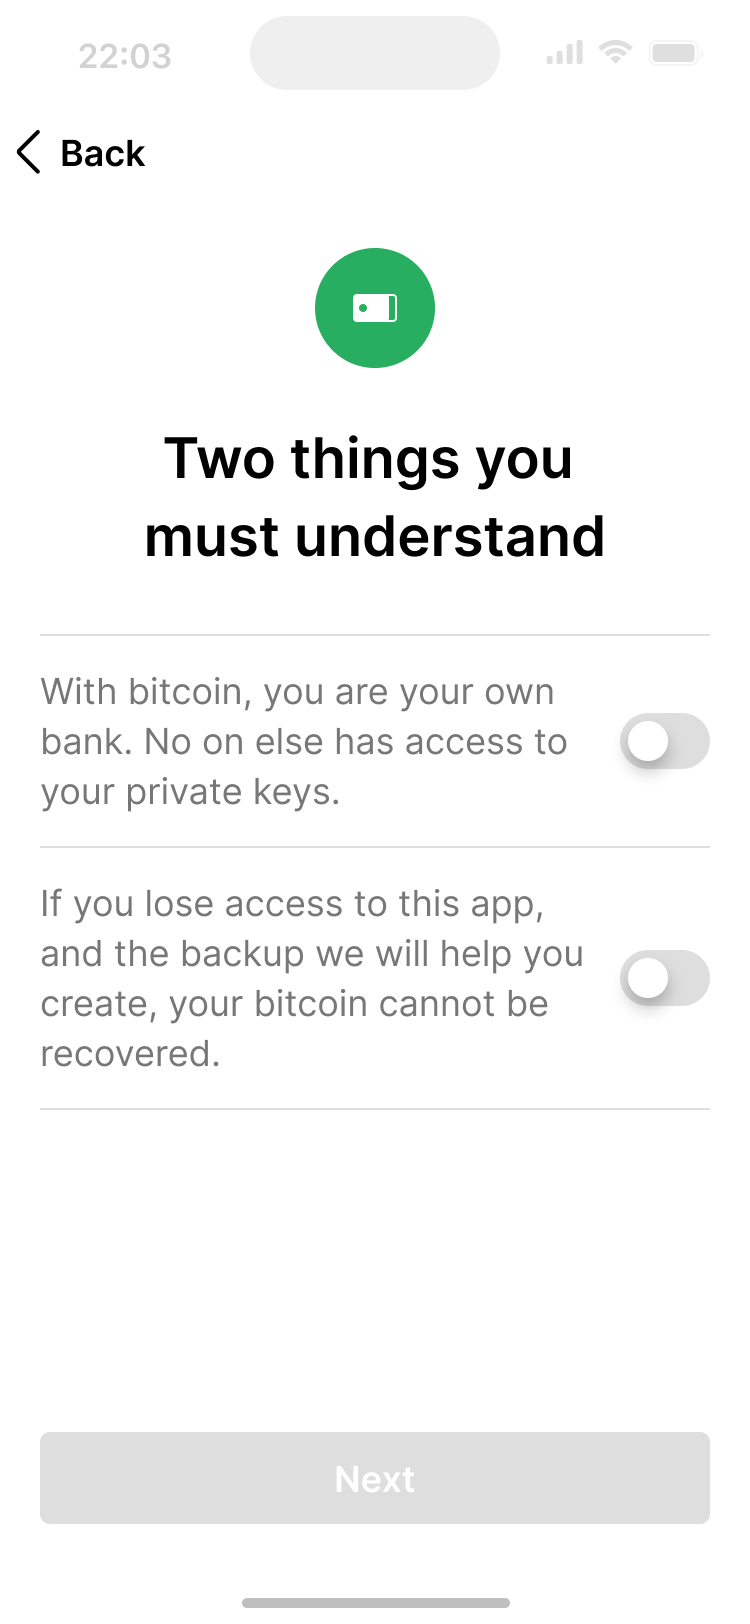 22:03
Back
Two things you
must understand
With bitcoin, you are your own
bank. No on else has access to
your private keys.
If you lose access to this app,
and the backup we will help you
create, your bitcoin cannot be
recovered.
Next